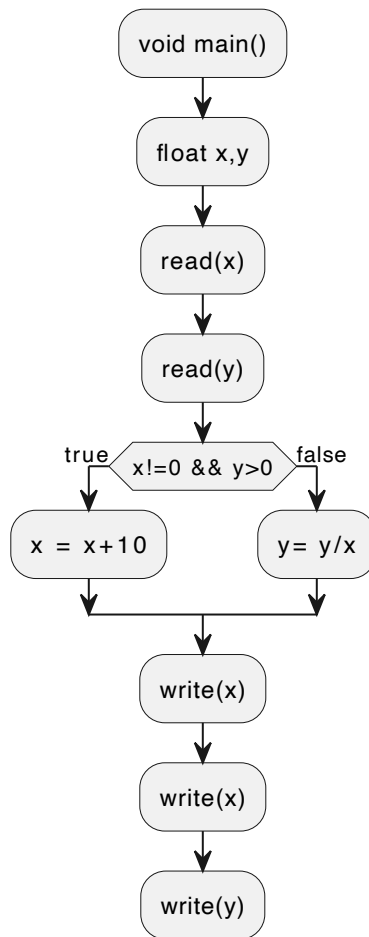 void main()
float x,y
read(x)
read(y)
true
x!=0 && y>0
false
x = x+10
y= y/x
write(x)
write(x)
write(y)